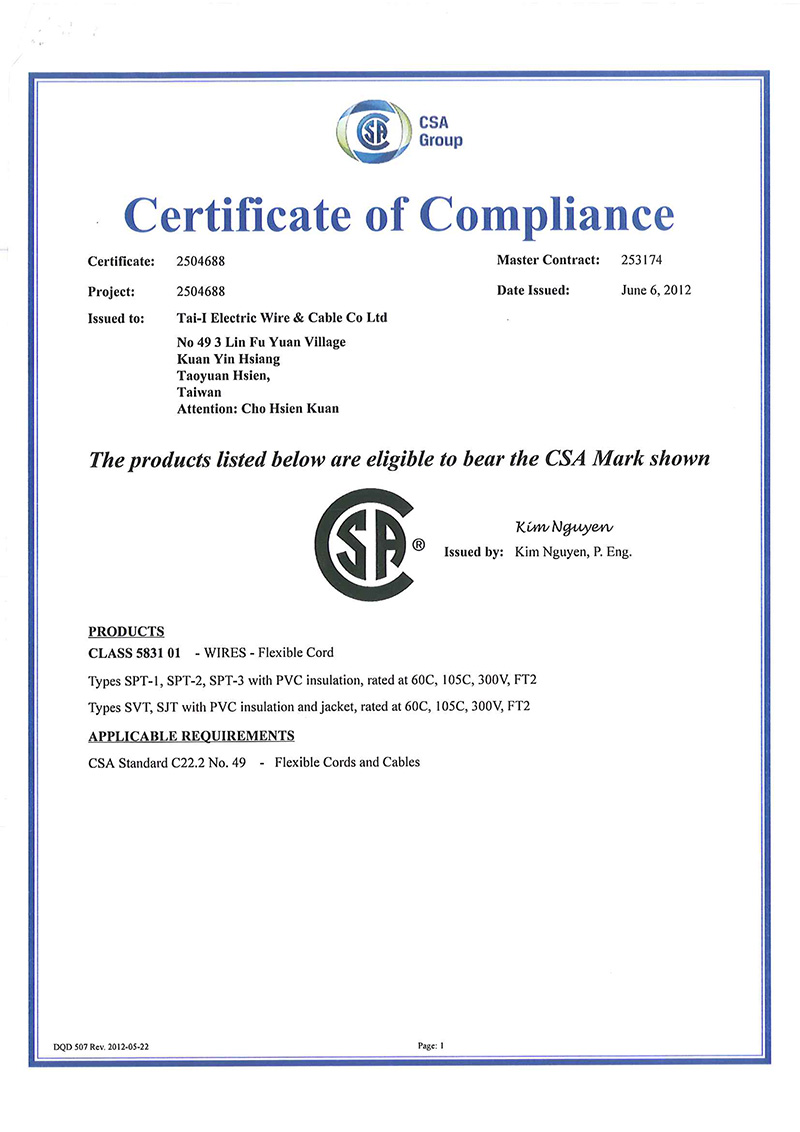 CSA
CSA
Group
Certificate of Compliance
Certificate: 2504688 Master Contract: 253174
Project: 2504688 Date Issued: June 6, 2012
Issued to: Tai-I Electric Wire & Cable Co Ltd
No 49 3 Lin Fu Yuan Village
Kuan Yin Hsiang
Taoyuan Hsien,
Taiwan
Attention: Cho Hsien Kuan
The products listed below are eligible to bear the CSA Mark shown
CSA ®
Kim Nguyen
Issued by: Kim Nguyen, P. Eng.
PRODUCTS
CLASS 5831 01 - WIRES - Flexible Cord
Types SPT-1, SPT-2, SPT-3 with PVC insulation, rated at 60C, 105C, 300V, FT2
Types SVT, SJT with PVC insulation and jacket, rated at 60C, 105C, 300V, FT2
APPLICABLE REQUIREMENTS
CSA Standard C22.2 No. 49 - Flexible Cords and Cables
DQD 507 Rev. 2012-05-22 Page: 1